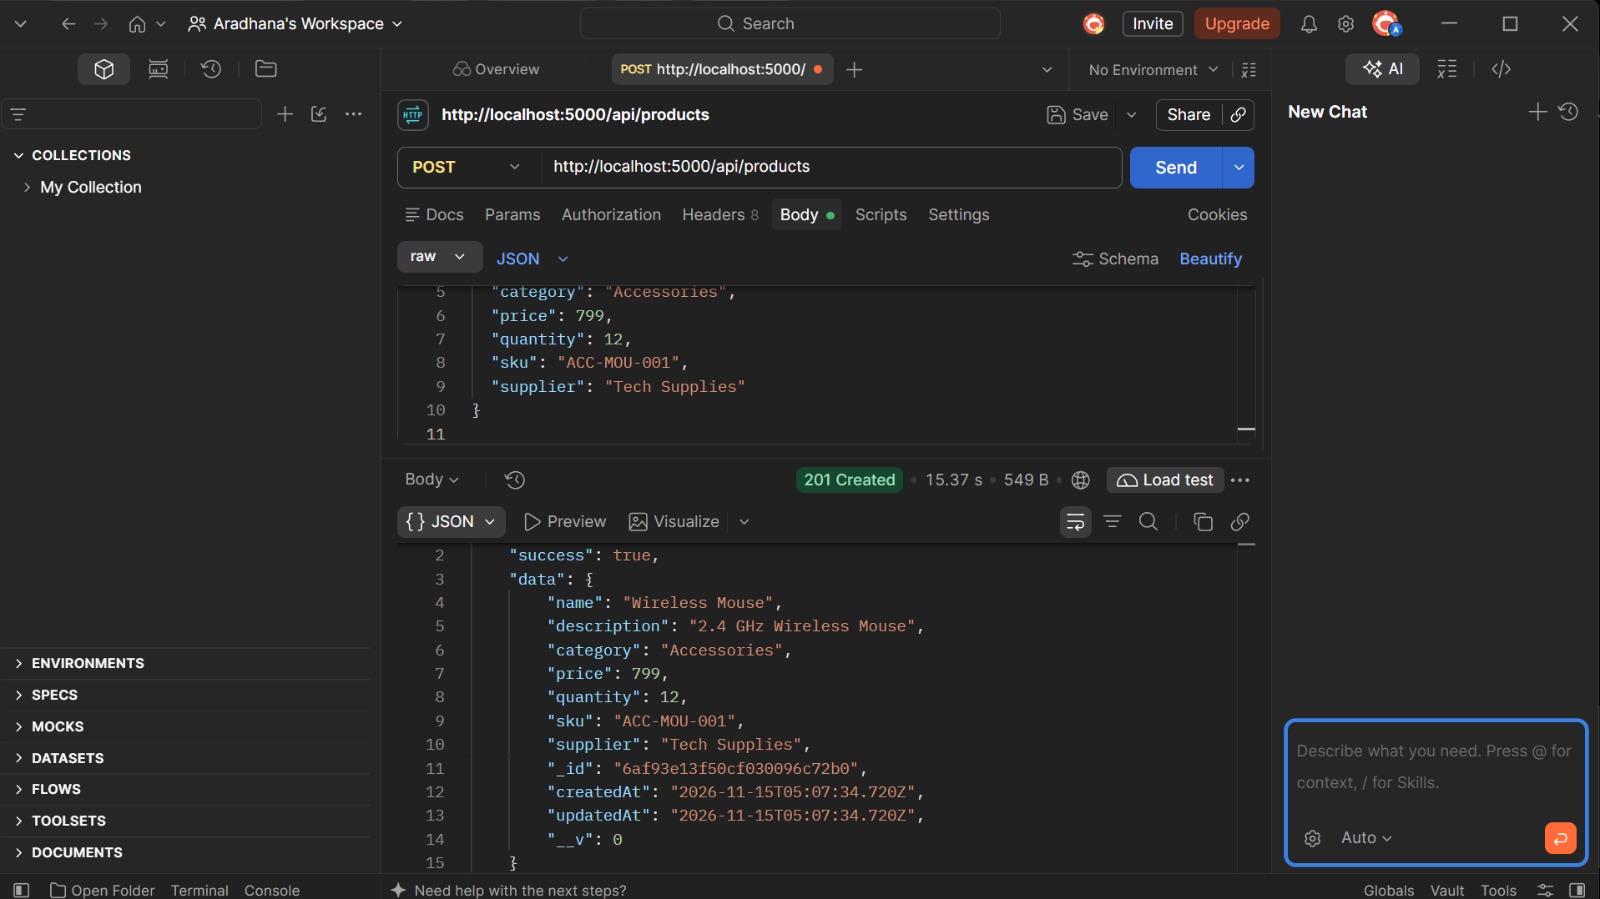 Aradhana's Workspace
Search
Invite
Upgrade
Overview
POST http://localhost:5000/
No Environment
AI
HTTP
http://localhost:5000/api/products
Save
Share
New Chat
COLLECTIONS
My Collection
POST
http://localhost:5000/api/products
Send
Docs
Params
Authorization
Headers 8
Body
Scripts
Settings
Cookies
raw
JSON
Schema
Beautify
5 "category": "Accessories",
6 "price": 799,
7 "quantity": 12,
8 "sku": "ACC-MOU-001",
9 "supplier": "Tech Supplies"
10 }
11
Body
201 Created
15.37 s
549 B
Load test
{} JSON
Preview
Visualize
2 "success": true,
3 "data": {
4 "name": "Wireless Mouse",
5 "description": "2.4 GHz Wireless Mouse",
6 "category": "Accessories",
7 "price": 799,
8 "quantity": 12,
9 "sku": "ACC-MOU-001",
10 "supplier": "Tech Supplies",
11 "_id": "6af93e13f50cf030096c72b0",
12 "createdAt": "2026-11-15T05:07:34.720Z",
13 "updatedAt": "2026-11-15T05:07:34.720Z",
14 "__v": 0
15 }
ENVIRONMENTS
SPECS
MOCKS
DATASETS
FLOWS
TOOLSETS
DOCUMENTS
Describe what you need. Press @ for
context, / for Skills.
Auto
Open Folder
Terminal
Console
Need help with the next steps?
Globals
Vault
Tools